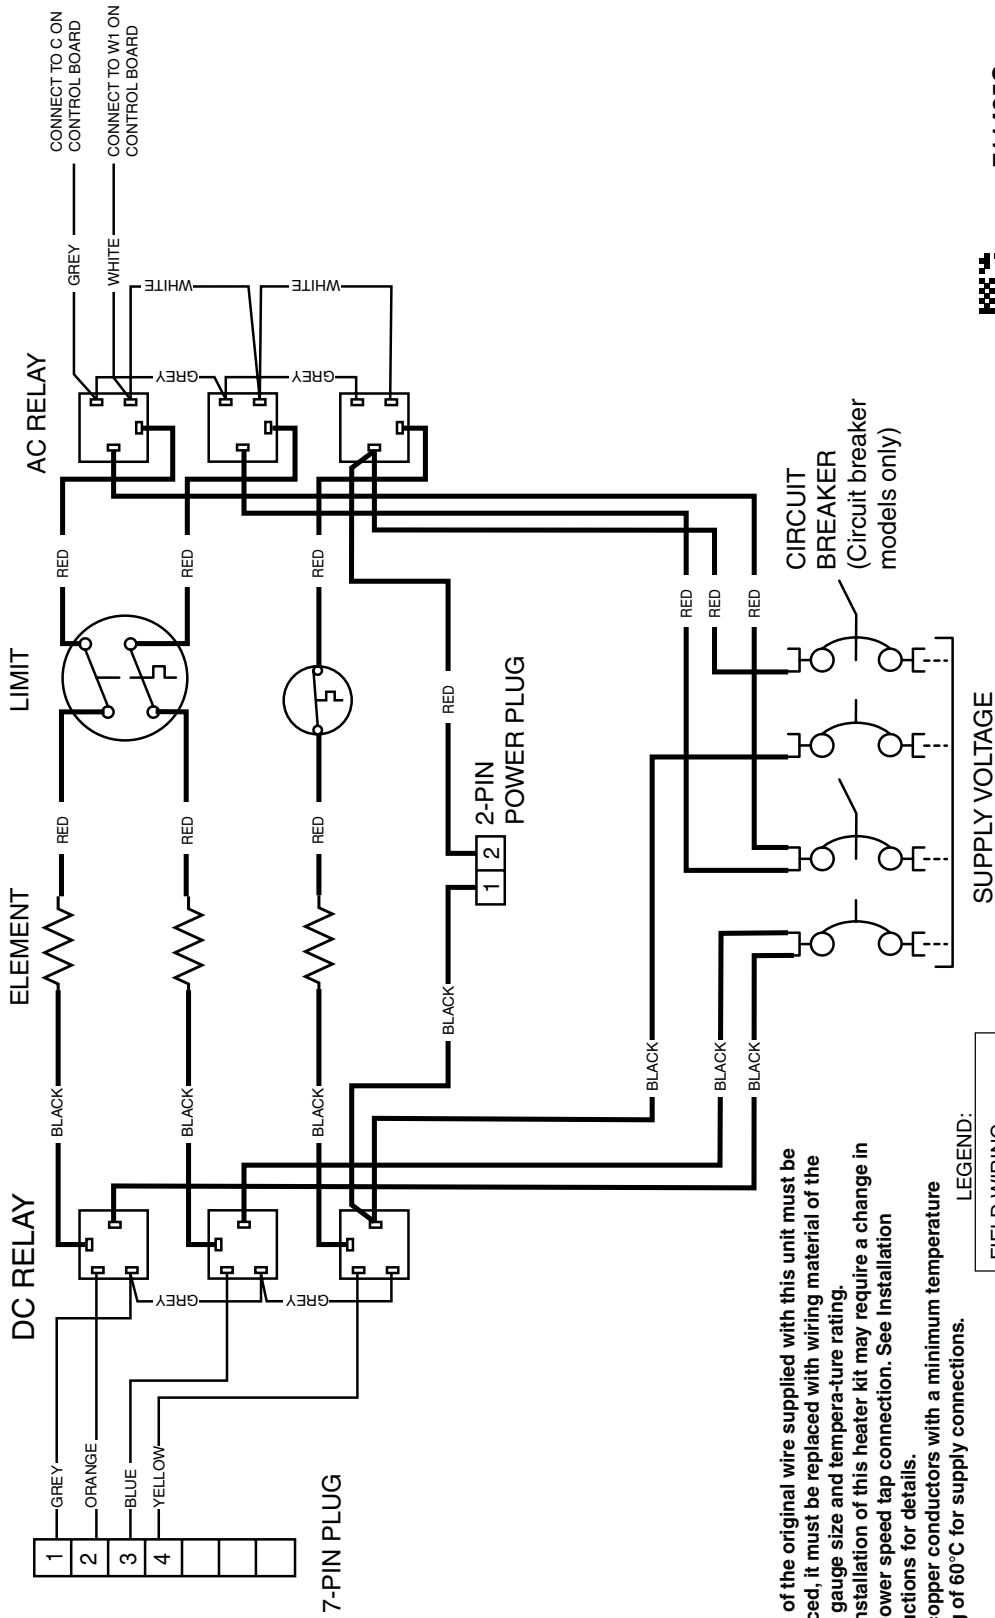 CONNECT TO C ON
CONTROL BOARD
CONNECT TO W1 ON
CONTROL BOARD
GREY
WHITE
AC RELAY
WHITE
WHITE
GREY
GREY
RED
RED
RED
LIMIT
RED
RED
RED
ELEMENT
BLACK
BLACK
BLACK
DC RELAY
GREY
GREY
GREY
ORANGE
BLUE
YELLOW
1
2
3
4
7-PIN PLUG
RED
2-PIN
POWER PLUG
1
2
BLACK
RED
RED
RED
CIRCUIT
BREAKER
(Circuit breaker
models only)
BLACK
BLACK
BLACK
SUPPLY VOLTAGE
of the original wire supplied with this unit must be
it must be replaced with wiring material of the
gauge size and tempera-ture rating.
of this heater kit may require a change in
speed tap connection. See Installation
for details.
conductors with a minimum temperature
of 60°C for supply connections.
LEGEND:
FIELD WIRING